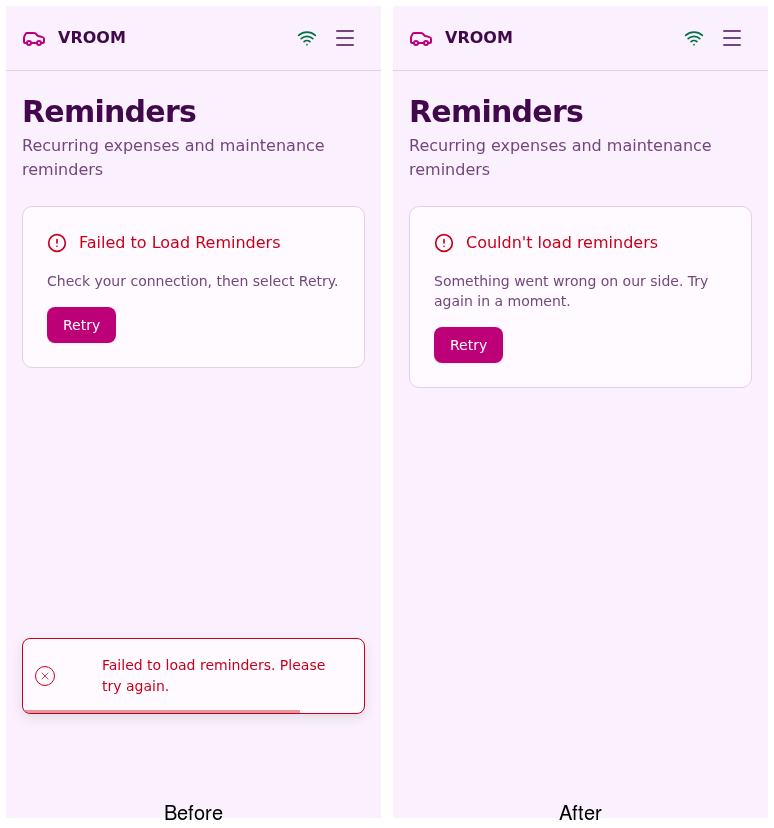 VROOM
Reminders
Recurring expenses and maintenance
reminders
Failed to Load Reminders
Check your connection, then select Retry.
Retry
Failed to load reminders. Please
try again.
Before
VROOM
Reminders
Recurring expenses and maintenance
reminders
Couldn't load reminders
Something went wrong on our side. Try
again in a moment.
Retry
After